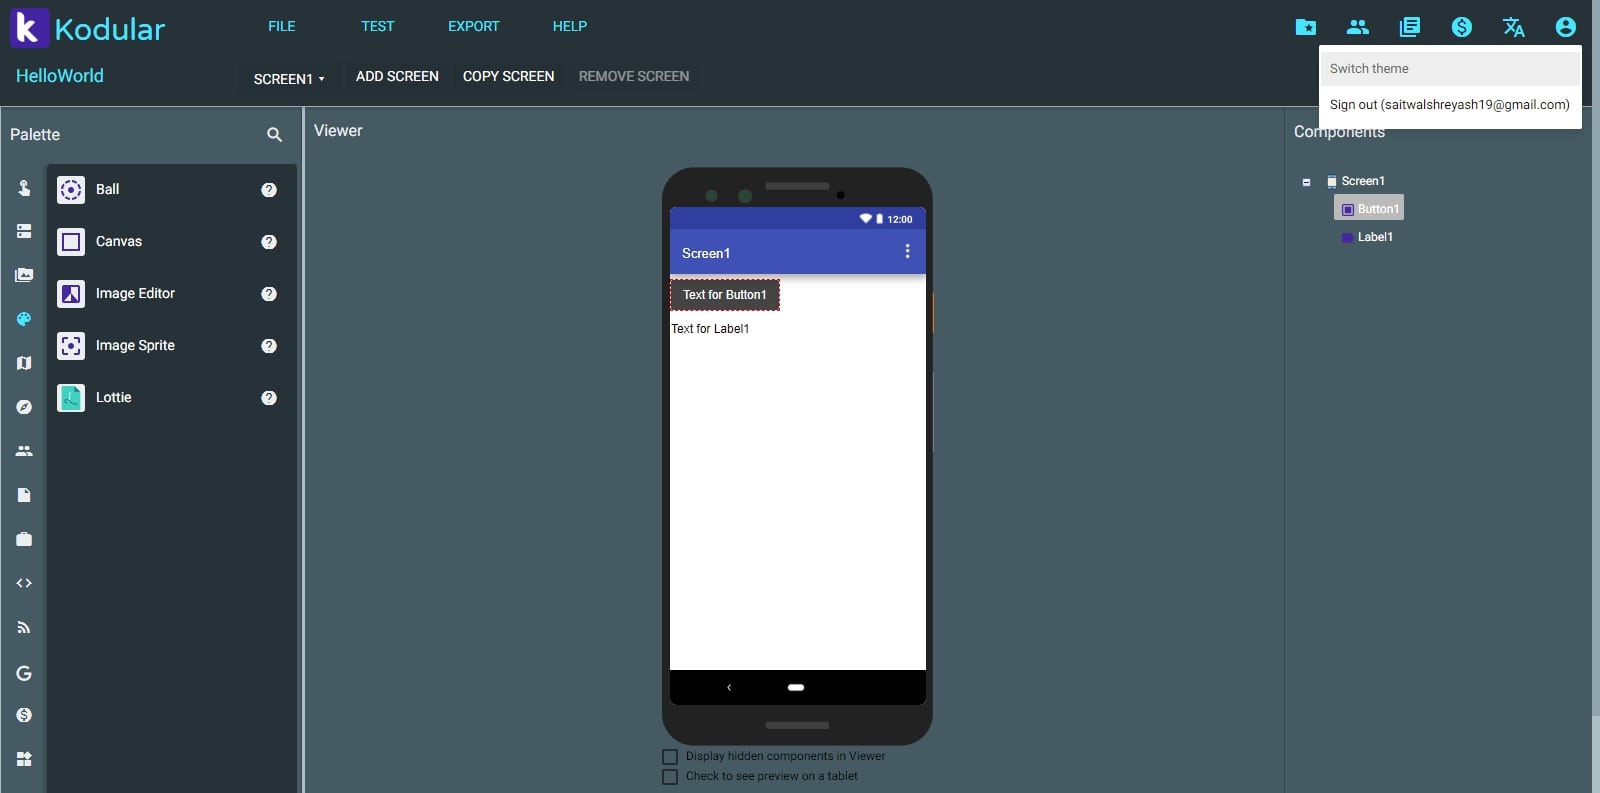 k Kodular
FILE
TEST
EXPORT
HELP
HelloWorld
SCREEN1
ADD SCREEN
COPY SCREEN
REMOVE SCREEN
Switch theme
Sign out (saitwalshreyash19@gmail.com)
Palette
Viewer
Components
Ball ?
Canvas ?
Image Editor ?
Image Sprite ?
Lottie ?
G
12:00
Screen1
Text for Button1
Text for Label1
Display hidden components in Viewer
Check to see preview on a tablet
Screen1
Button1
Label1